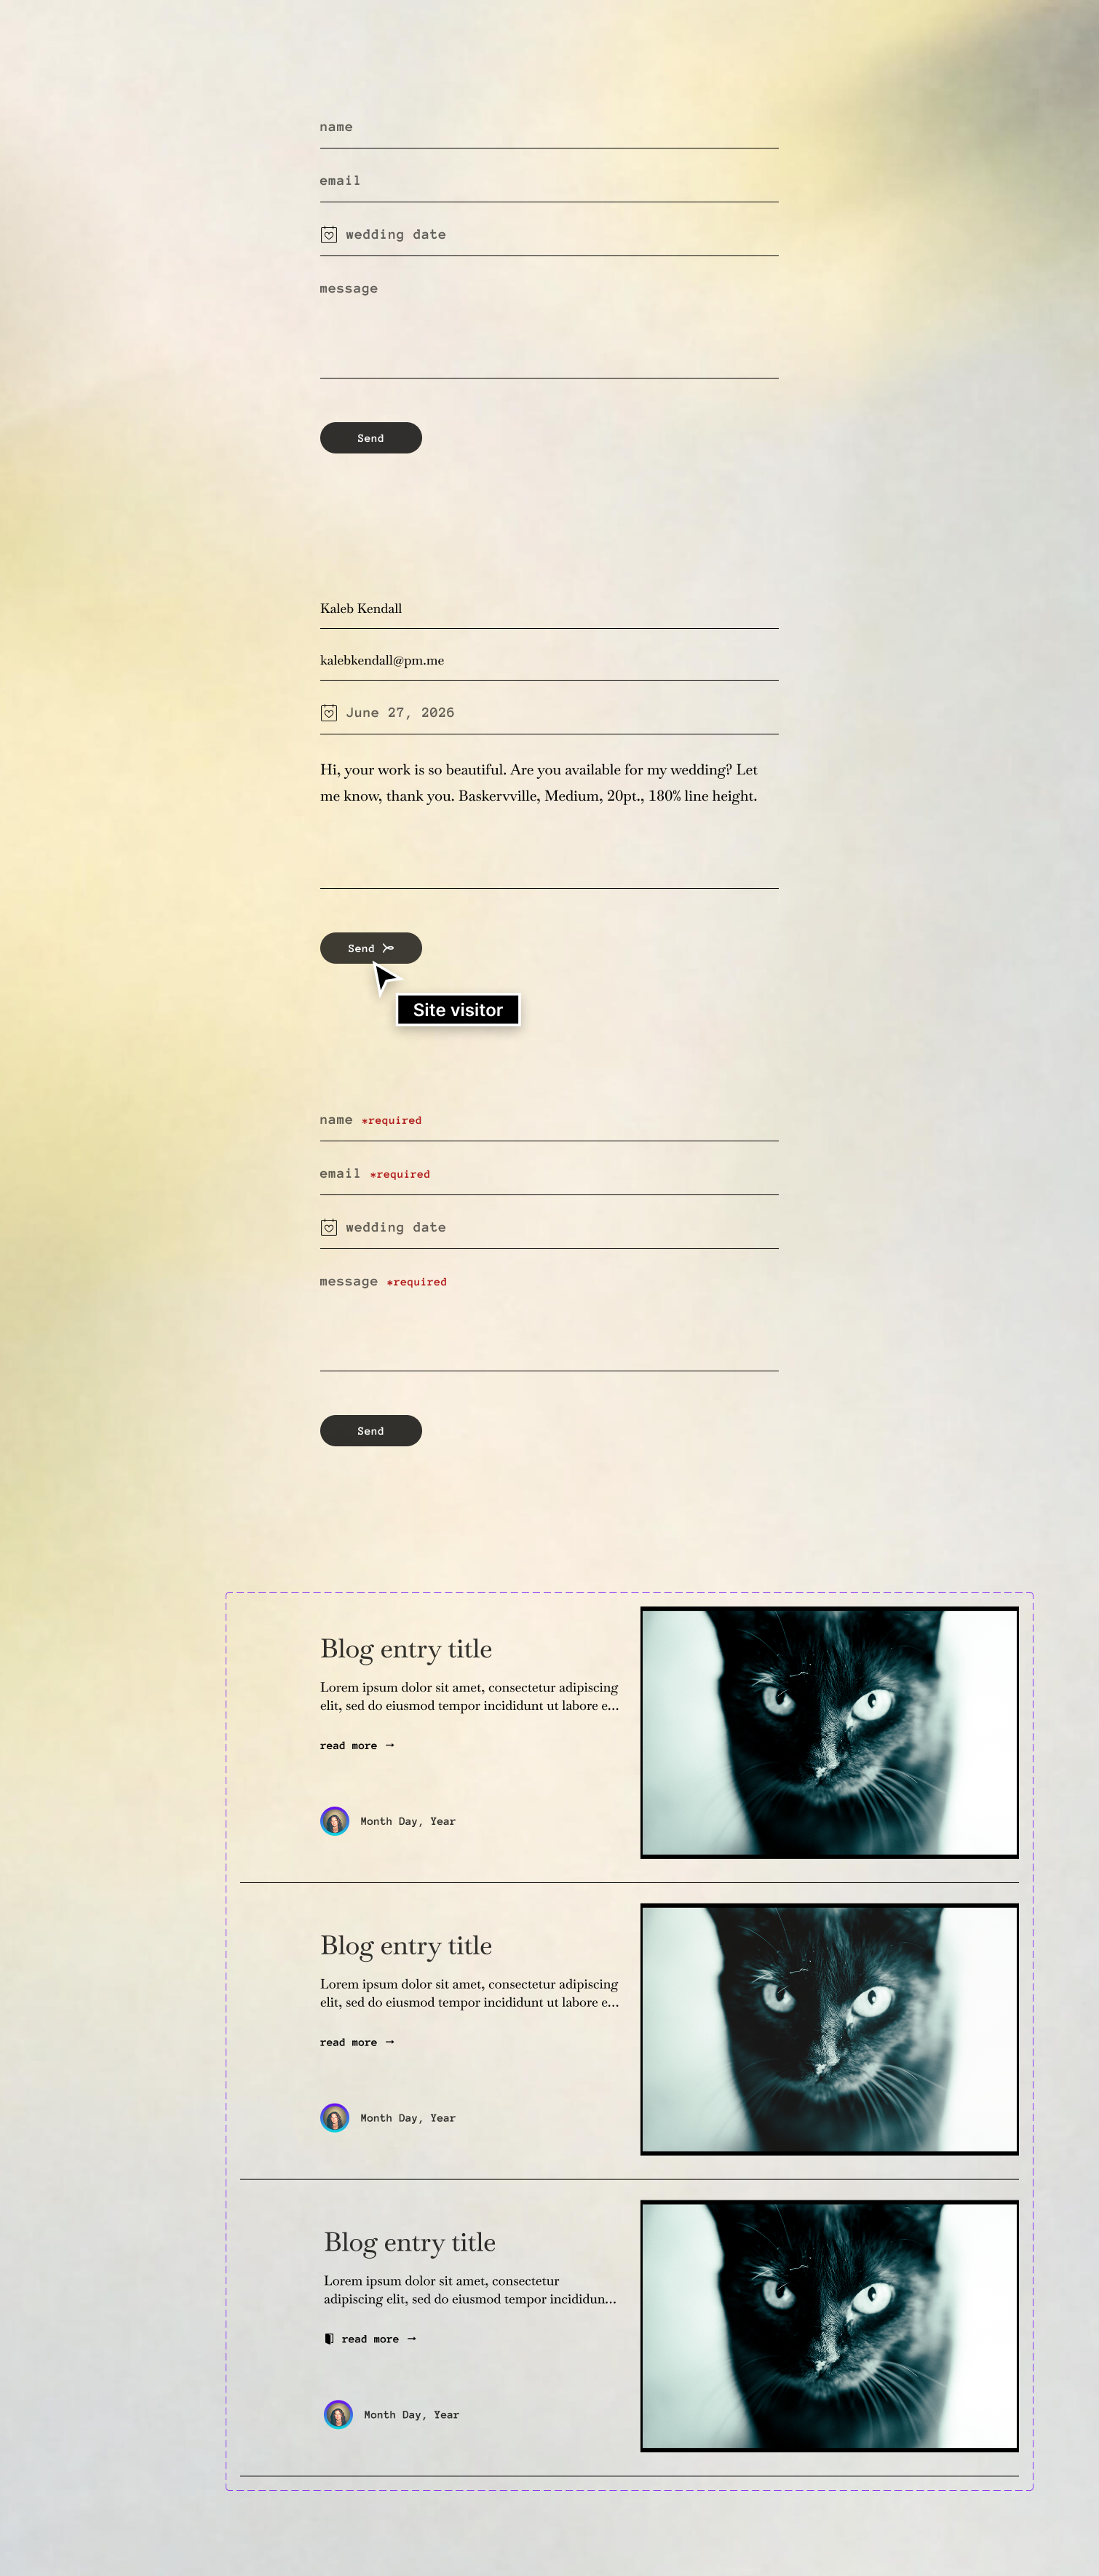 name
email
wedding date
message
Send
Kaleb Kendall
kalebkendall@pm.me
June 27, 2026
Hi, your work is so beautiful. Are you available for my wedding? Let
me know, thank you. Baskervville, Medium, 20pt., 180% line height.
Send
Site visitor
name *required
email *required
wedding date
message *required
Send
Blog entry title
Lorem ipsum dolor sit amet, consectetur adipiscing
elit, sed do eiusmod tempor incididunt ut labore e...
read more →
Month Day, Year
Blog entry title
Lorem ipsum dolor sit amet, consectetur adipiscing
elit, sed do eiusmod tempor incididunt ut labore e...
read more →
Month Day, Year
Blog entry title
Lorem ipsum dolor sit amet, consectetur
adipiscing elit, sed do eiusmod tempor incididun...
read more →
Month Day, Year